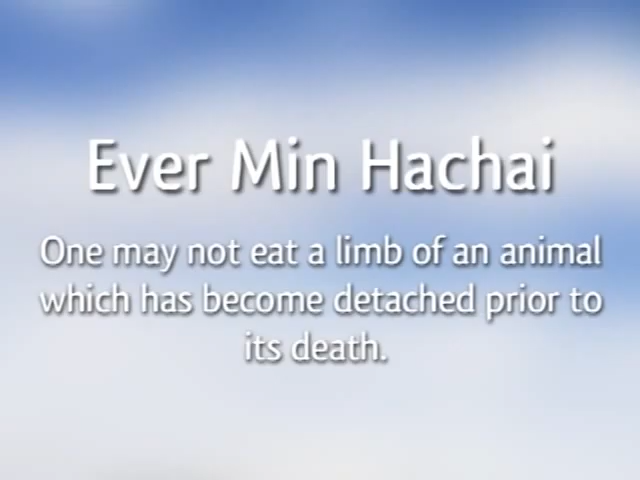 Ever Min Hachai
One may not eat a limb of an animal
which has become detached prior to
its death.